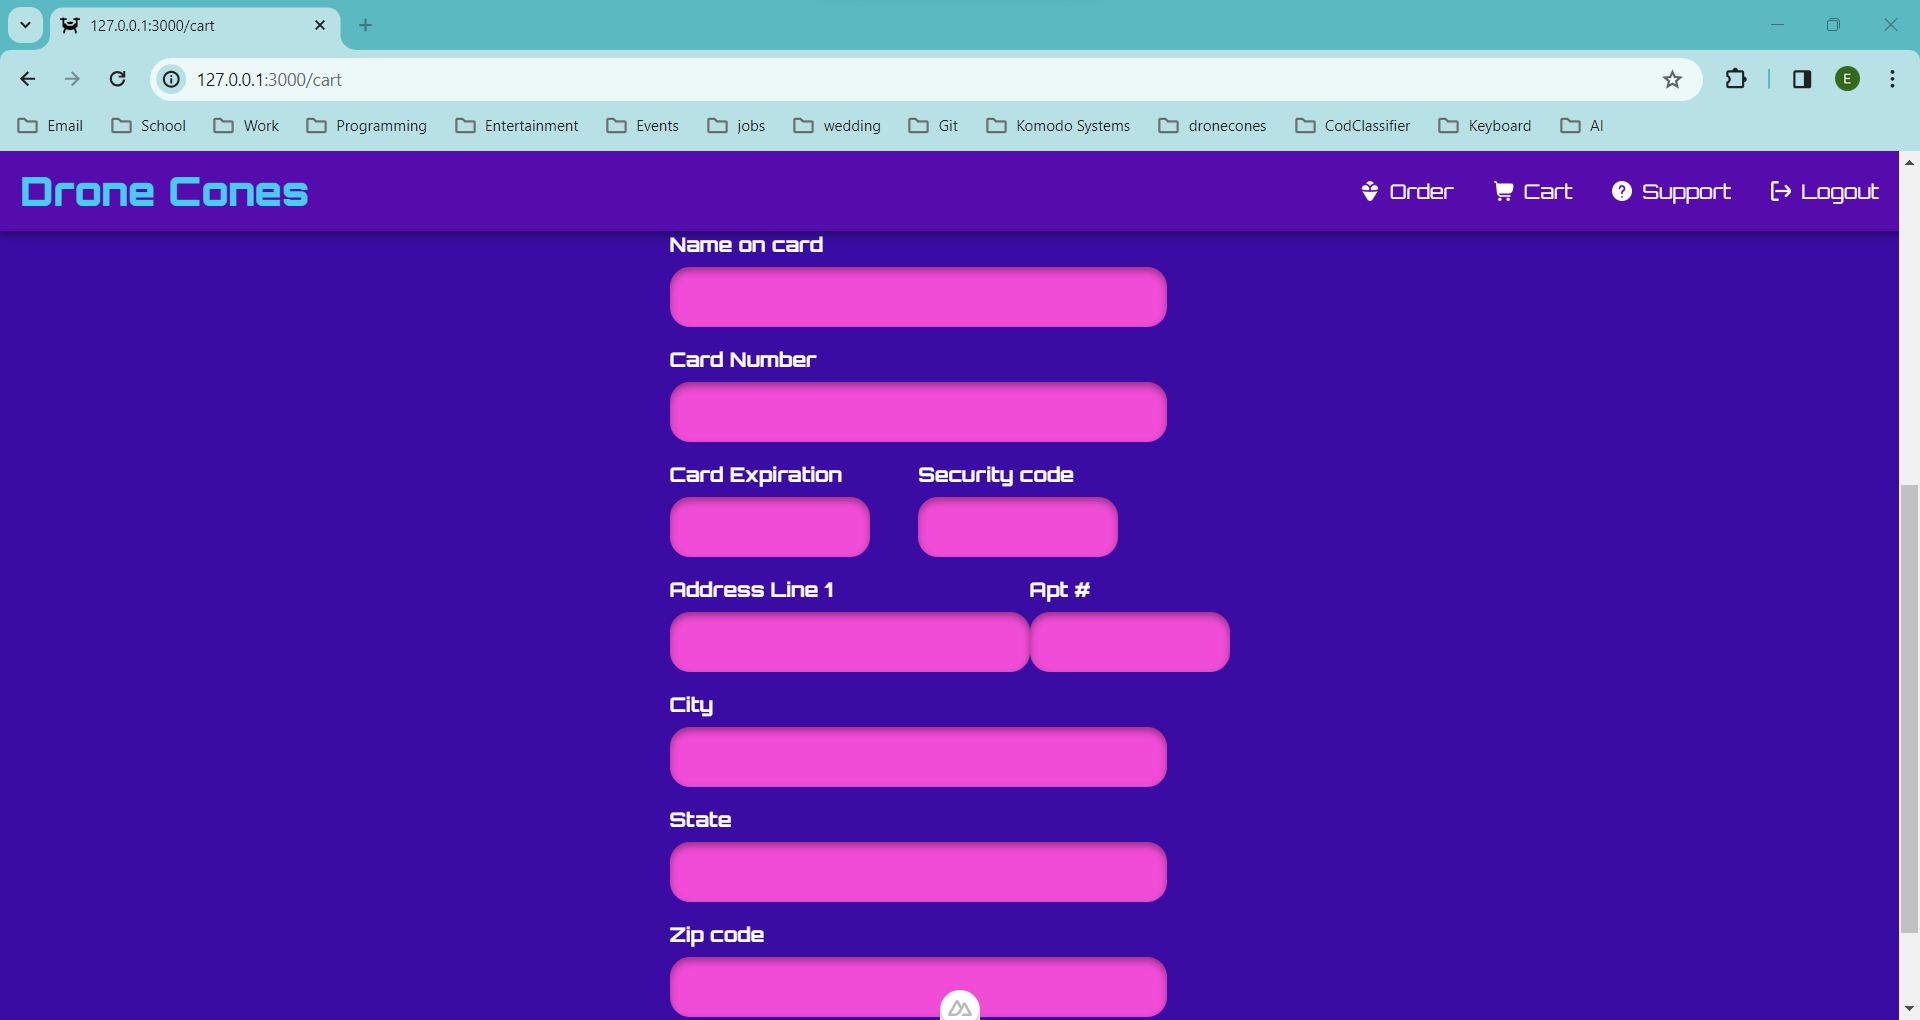 127.0.0.1:3000/cart
127.0.0.1:3000/cart
E
Email School Work Programming Entertainment Events jobs wedding Git Komodo Systems dronecones CodClassifier Keyboard AI
Drone Cones Order Cart Support Logout
Name on card
Card Number
Card Expiration Security code
Address Line 1 Apt #
City
State
Zip code